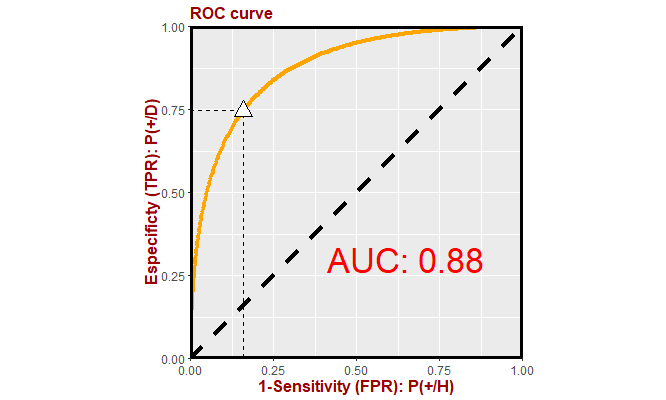 ROC curve
1.00
0.75
0.50
0.25
0.00
Especificty (TPR): P(+/D)
AUC: 0.88
0.00 0.25 0.50 0.75 1.00
1-Sensitivity (FPR): P(+/H)